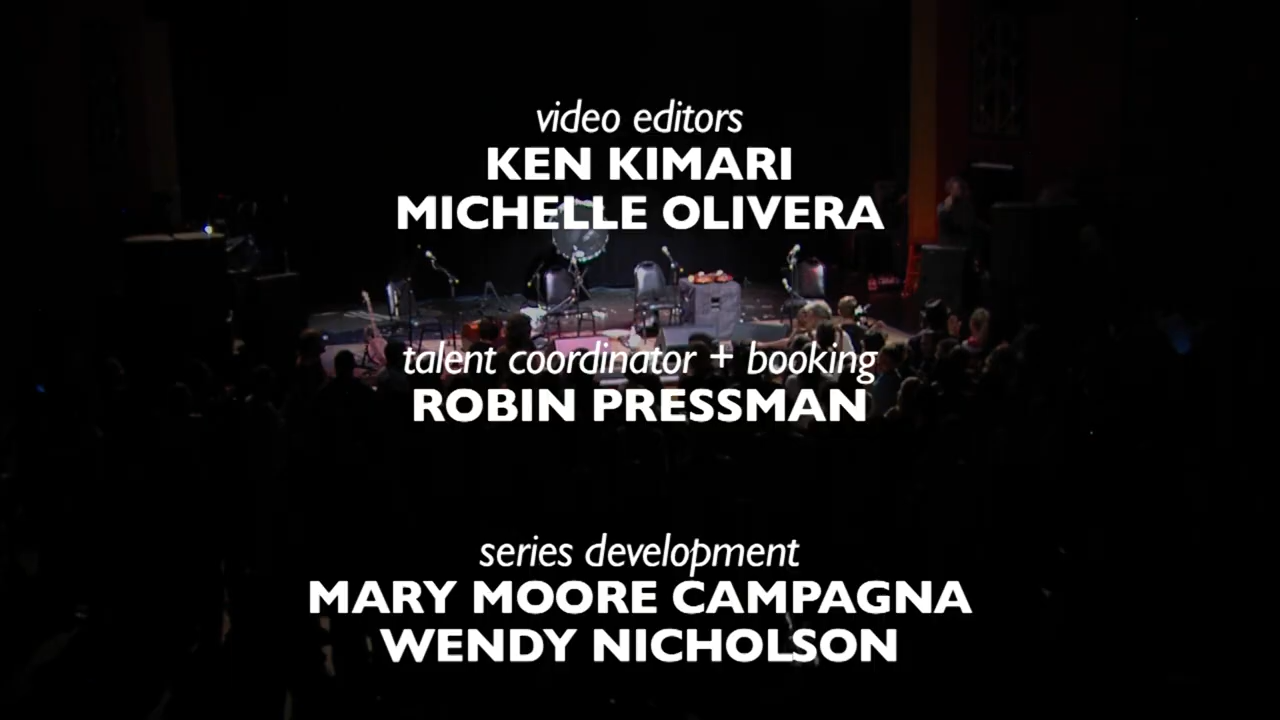 video editors
KEN KIMARI
MICHELLE OLIVERA
talent coordinator + booking
ROBIN PRESSMAN
series development
MARY MOORE CAMPAGNA
WENDY NICHOLSON